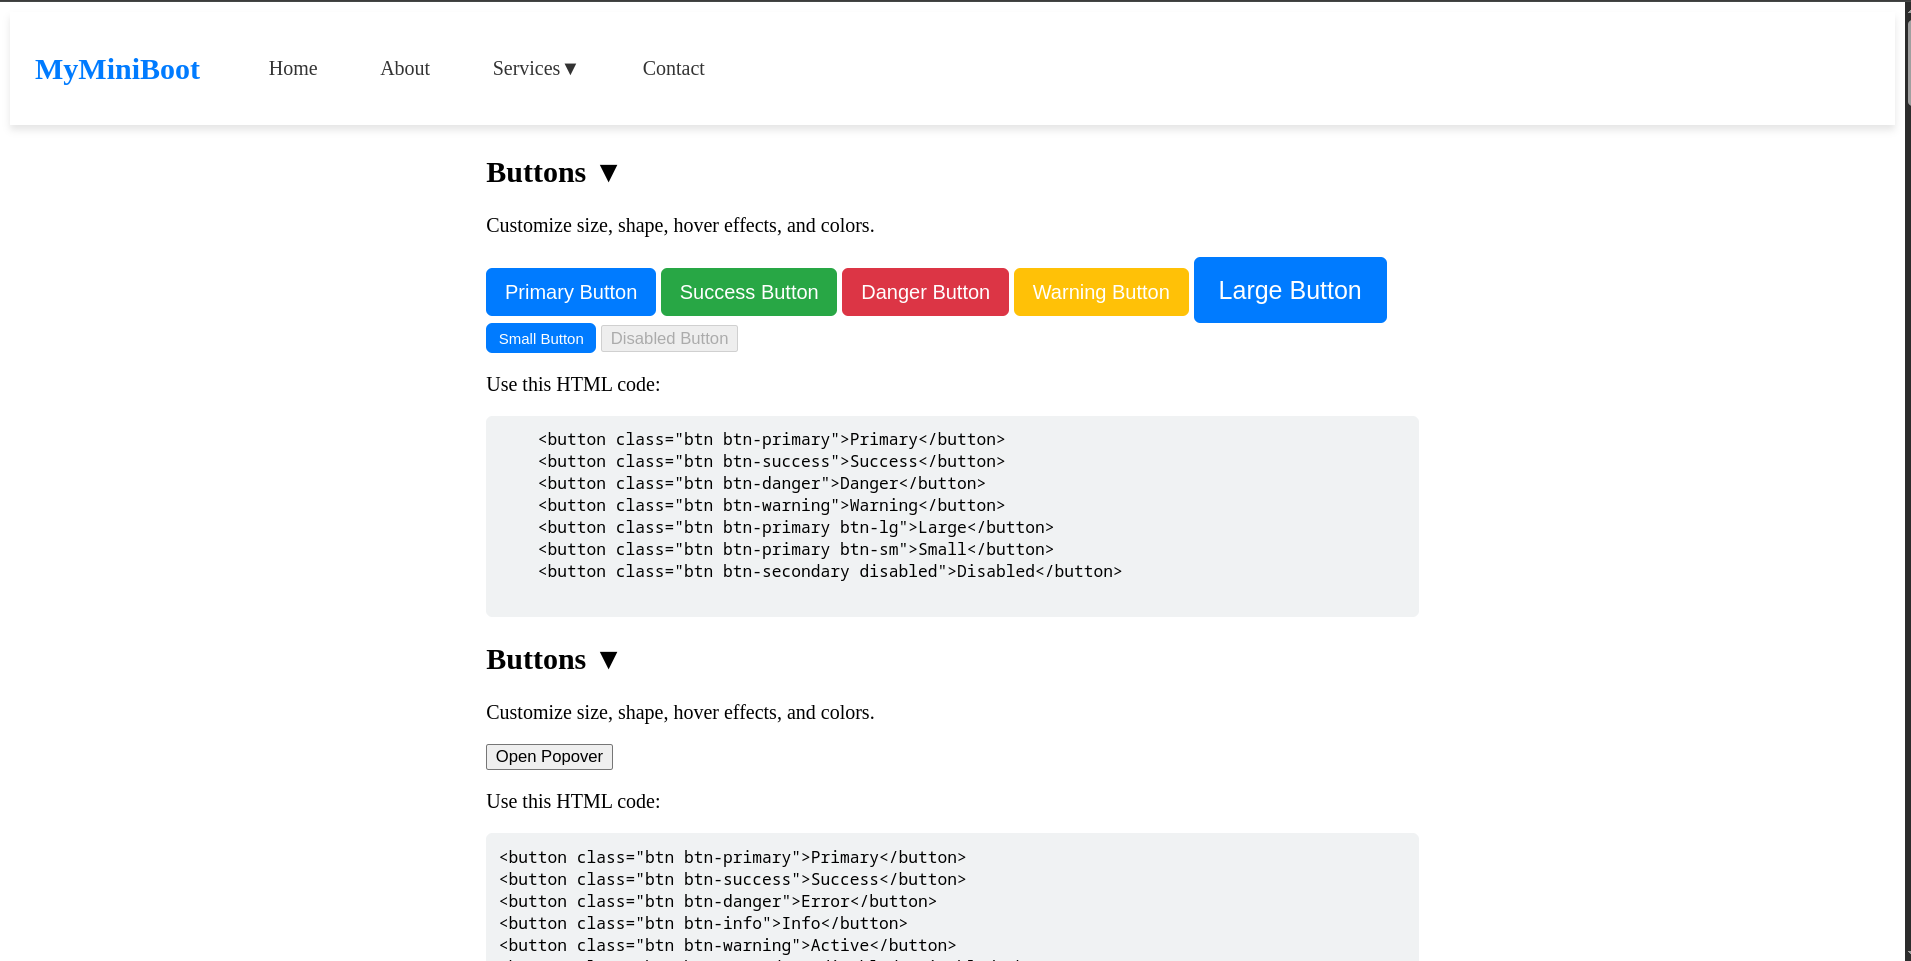 MyMiniBoot Home About Services▼ Contact
Buttons ▼
Customize size, shape, hover effects, and colors.
Primary Button Success Button Danger Button Warning Button Large Button
Small Button Disabled Button
Use this HTML code:
<button class="btn btn-primary">Primary</button>
<button class="btn btn-success">Success</button>
<button class="btn btn-danger">Danger</button>
<button class="btn btn-warning">Warning</button>
<button class="btn btn-primary btn-lg">Large</button>
<button class="btn btn-primary btn-sm">Small</button>
<button class="btn btn-secondary disabled">Disabled</button>
Buttons ▼
Customize size, shape, hover effects, and colors.
Open Popover
Use this HTML code:
<button class="btn btn-primary">Primary</button>
<button class="btn btn-success">Success</button>
<button class="btn btn-danger">Error</button>
<button class="btn btn-info">Info</button>
<button class="btn btn-warning">Active</button>